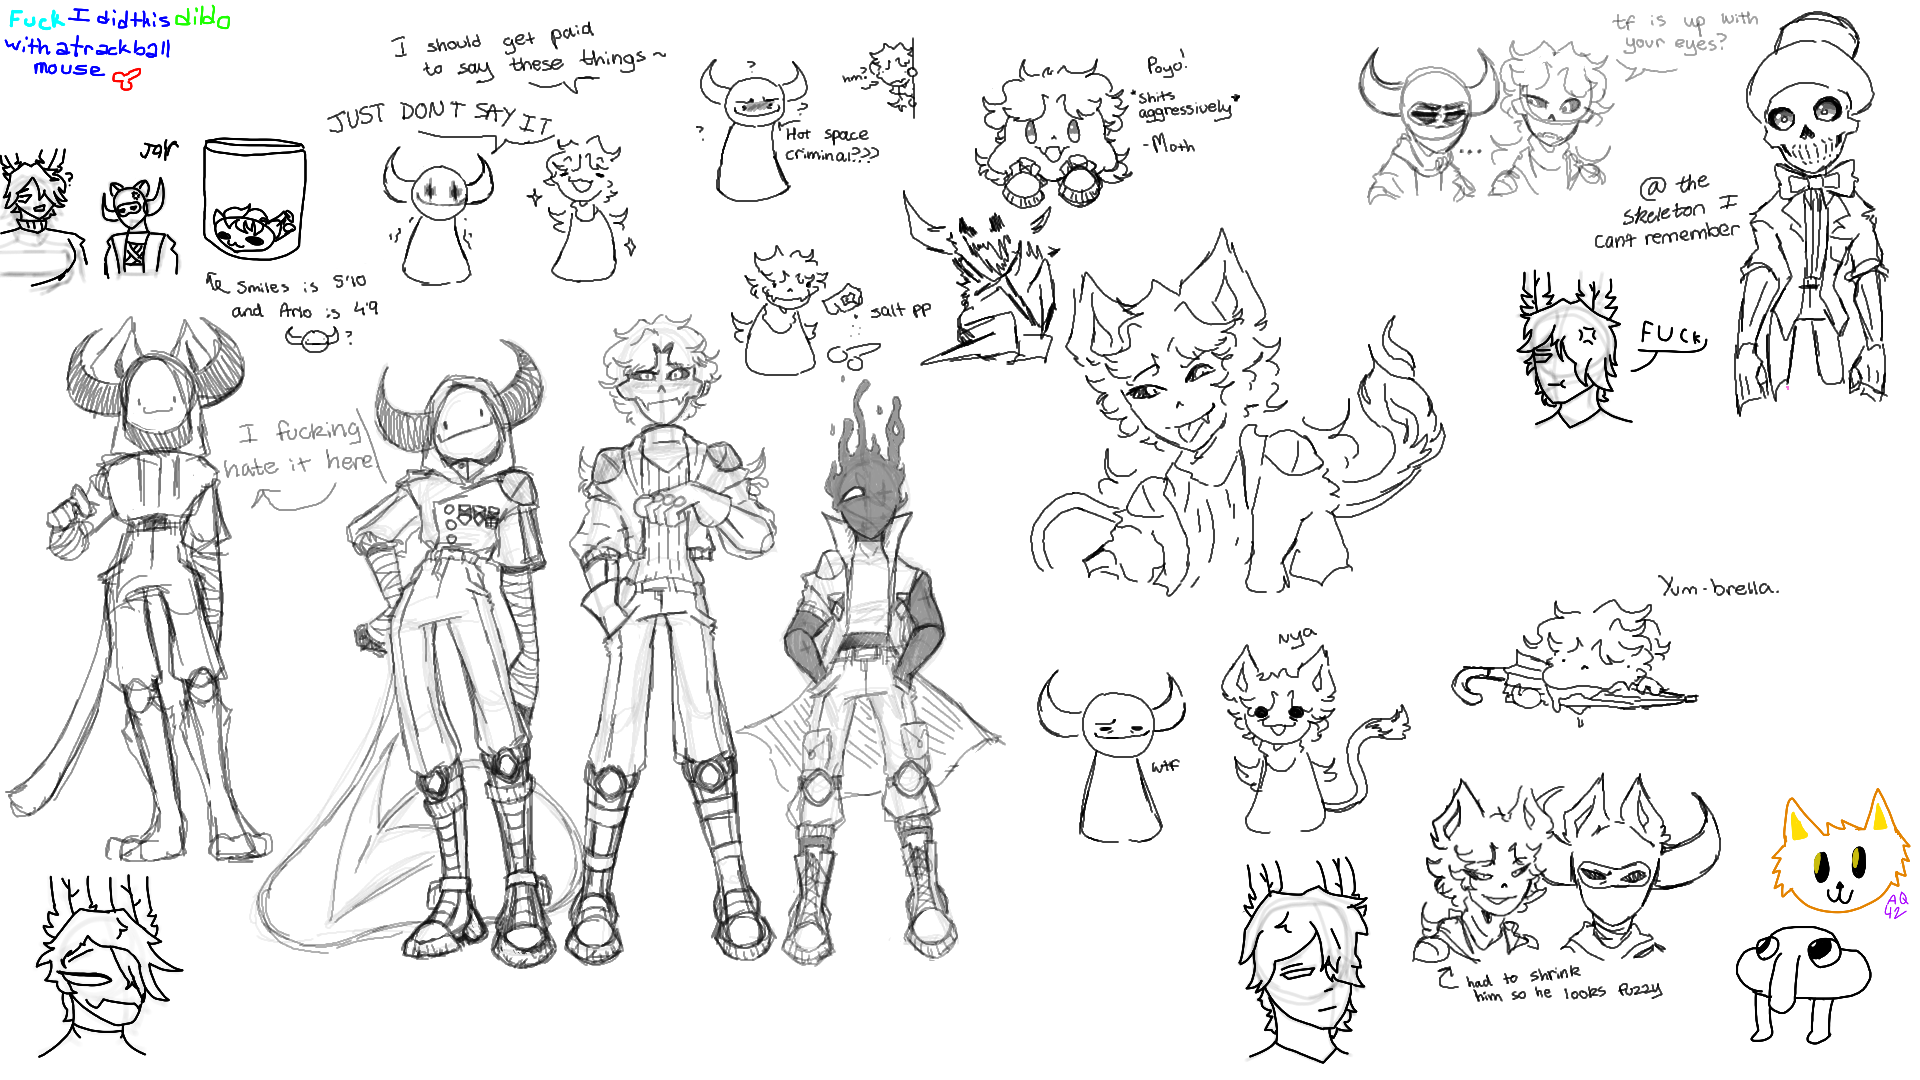 Fuck I did this dildo
with a trackball
mouse
I should get paid
to say these things~
JUST DON'T SAY IT
Jar
?
Smiles is 5'10
and Arlo is 4'9
?
?
?
?
?
Hot space
criminal???
hm?
Poyo!
*shits
aggressively*
-Moth
salt pp
tf is up with
your eyes?
...
@ the
skeleton I
cant remember
FUCK
I fucking
hate it here
Yum-brella.
Nya
wtf
had to shrink
him so he looks fuzzy
AQ
42